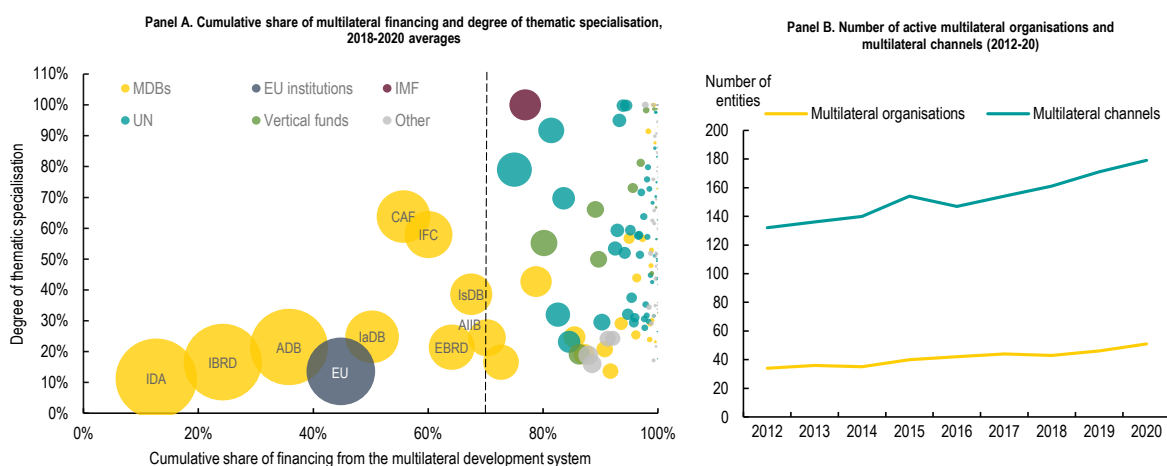 Panel A. Cumulative share of multilateral financing and degree of thematic specialisation,
2018-2020 averages
110%
100%
90%
80%
70%
60%
50%
40%
30%
20%
10%
0%
Degree of thematic specialisation
MDBs
EU institutions
IMF
UN
Vertical funds
Other
CAF
IFC
IsDB
AIIB
IaDB
EBRD
ADB
IBRD
IDA
EU
0%
20%
40%
60%
80%
100%
Cumulative share of financing from the multilateral development system
Panel B. Number of active multilateral organisations and
multilateral channels (2012-20)
Number of
entities
Multilateral organisations
Multilateral channels
200
180
160
140
120
100
80
60
40
20
0
2012 2013 2014 2015 2016 2017 2018 2019 2020